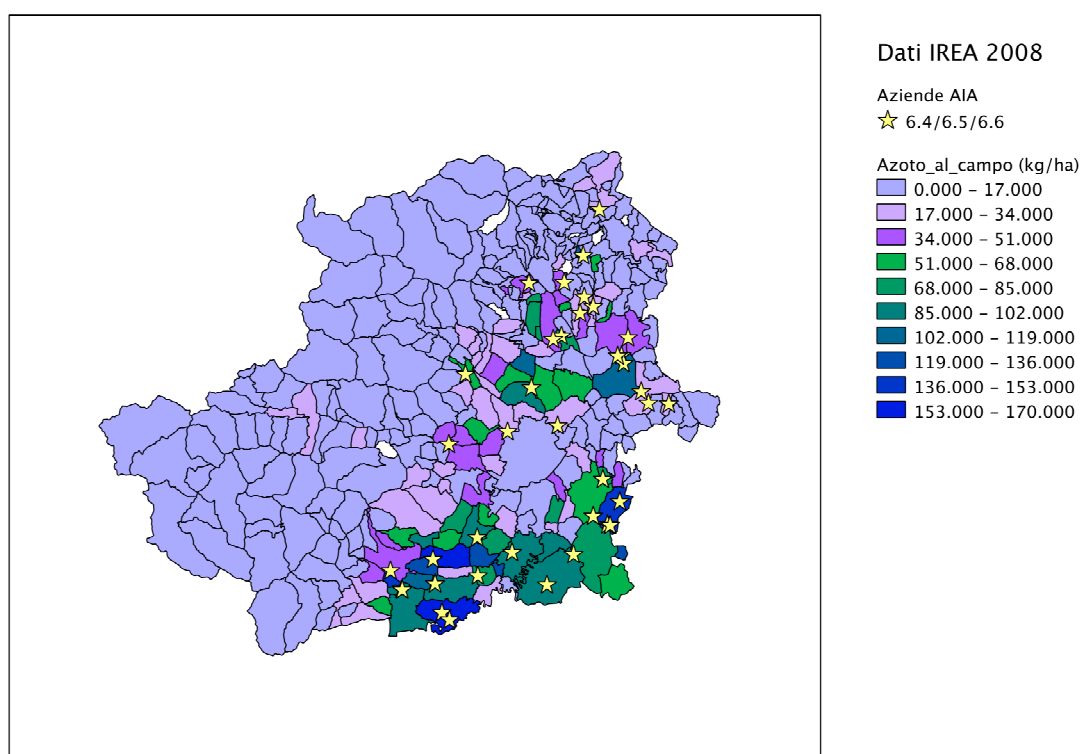 Dati IREA 2008
Aziende AIA
6.4/6.5/6.6
Azoto_al_campo (kg/ha)
0.000 – 17.000
17.000 – 34.000
34.000 – 51.000
51.000 – 68.000
68.000 – 85.000
85.000 – 102.000
102.000 – 119.000
119.000 – 136.000
136.000 – 153.000
153.000 – 170.000